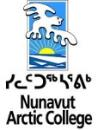 ᓯᓚᑦᑐᖅᓴᕐᕕᒃ
Nunavut
Arctic College